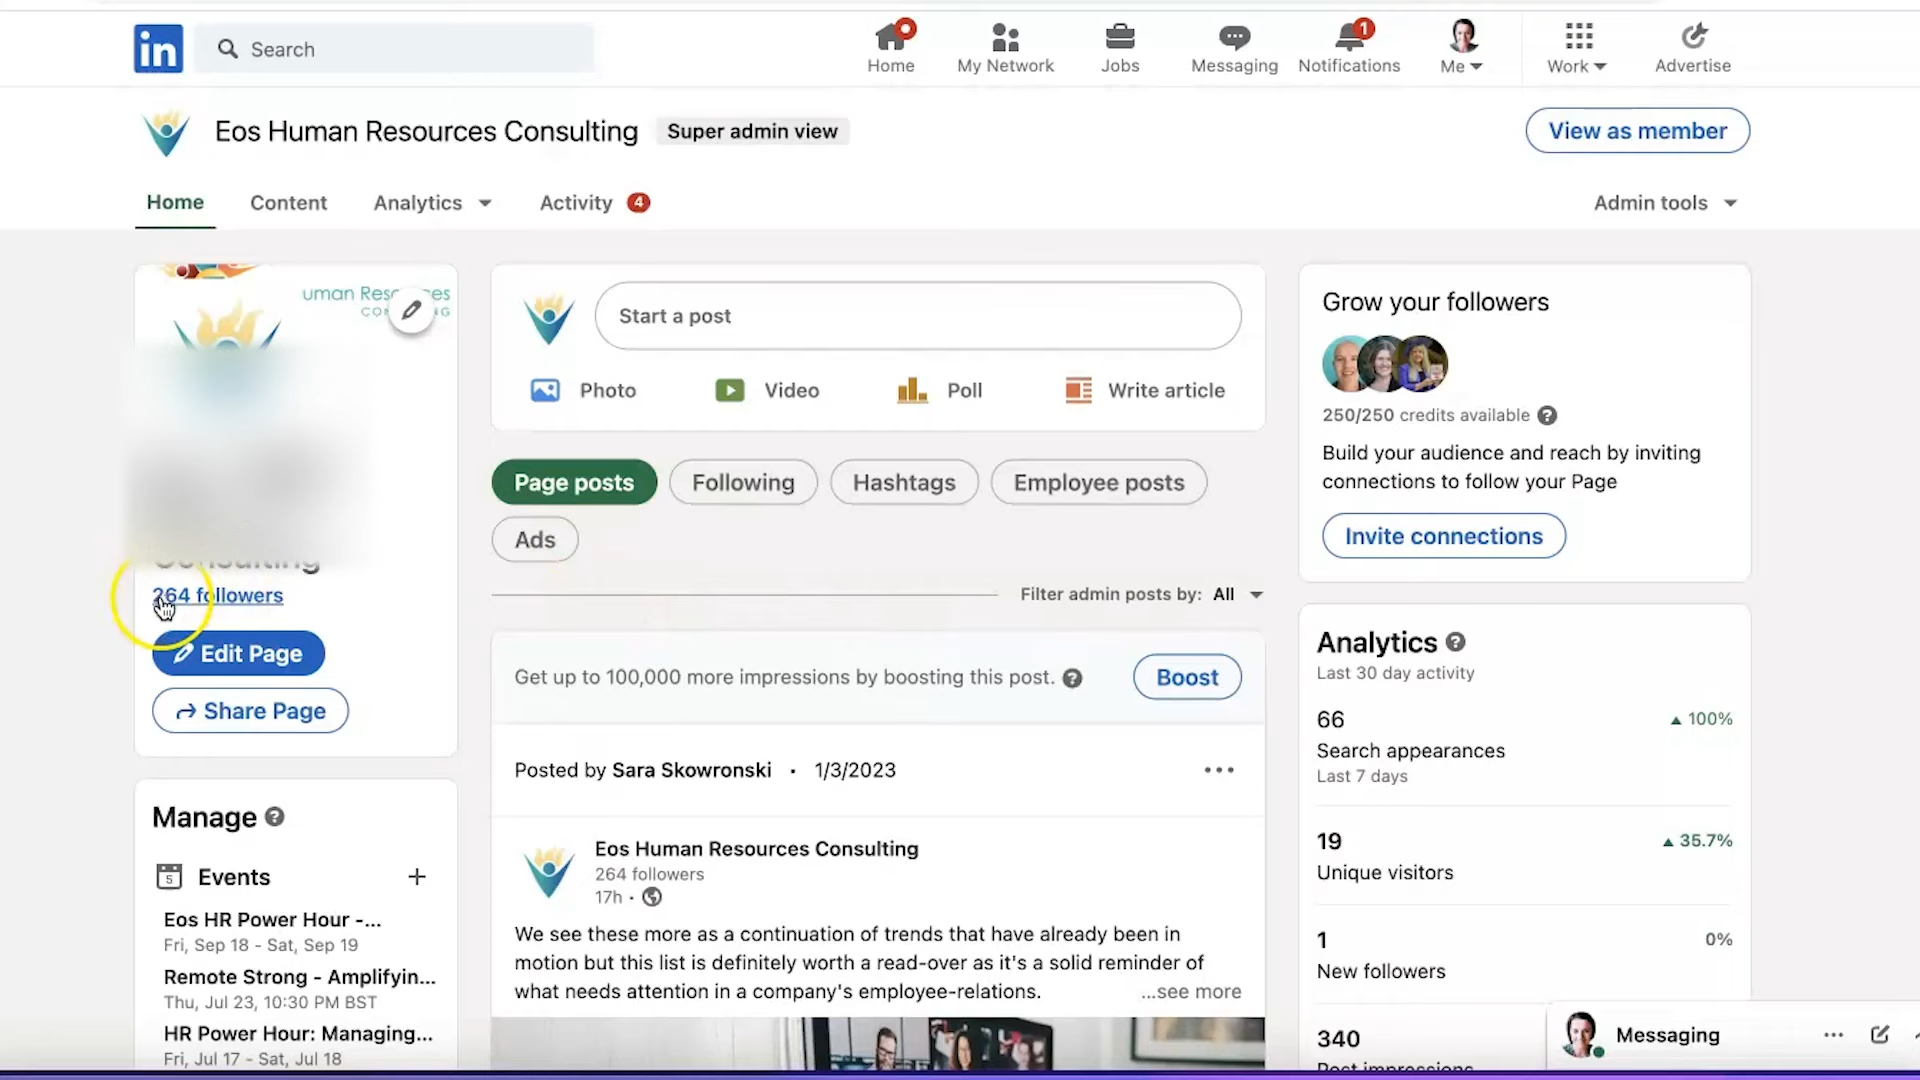 in
Search
Home
My Network
Jobs
Messaging
1
Notifications
Me
Work
Advertise
Eos Human Resources Consulting
Super admin view
View as member
Home
Content
Analytics
Activity
4
Admin tools
Start a post
Photo
Video
Poll
Write article
Page posts
Following
Hashtags
Employee posts
Ads
Filter admin posts by: All
264 followers
Edit Page
Share Page
Manage
5
Events
Eos HR Power Hour -...
Fri, Sep 18 - Sat, Sep 19
Remote Strong - Amplifyin...
Thu, Jul 23, 10:30 PM BST
HR Power Hour: Managing...
Fri, Jul 17 - Sat, Jul 18
Get up to 100,000 more impressions by boosting this post.
Boost
Posted by Sara Skowronski · 1/3/2023
Eos Human Resources Consulting
264 followers
17h ·
We see these more as a continuation of trends that have already been in
motion but this list is definitely worth a read-over as it's a solid reminder of
what needs attention in a company's employee-relations. ...see more
Grow your followers
250/250 credits available
Build your audience and reach by inviting
connections to follow your Page
Invite connections
Analytics
Last 30 day activity
66
100%
Search appearances
Last 7 days
19
35.7%
Unique visitors
1
0%
New followers
340
Post impressions
Messaging